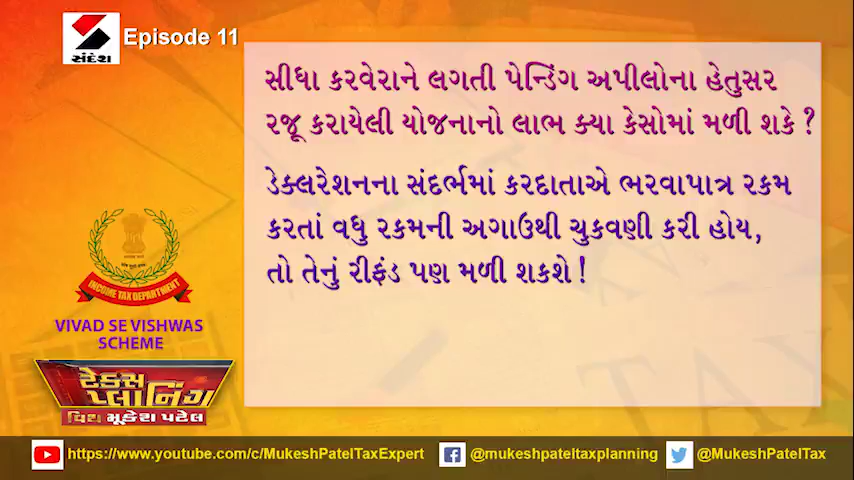 સંદેશ
Episode 11
સીધા કરવેરાને લગતી પેન્ડિંગ અપીલોના હેતુસર
રજૂ કરાયેલી યોજનાનો લાભ ક્યા કેસોમાં મળી શકે ?
ડેક્લરેશનના સંદર્ભમાં કરદાતાએ ભરવાપાત્ર રકમ
કરતાં વધુ રકમની અગાઉથી ચુકવણી કરી હોય,
તો તેનું રીફંડ પણ મળી શકશે !
INCOME TAX DEPARTMENT
VIVAD SE VISHWAS
SCHEME
ટેકસ
પ્લાનિંગ
વિથ મૂકેશ પટેલ
TAX
https://www.youtube.com/c/MukeshPatelTaxExpert
@mukeshpateltaxplanning
@MukeshPatelTax